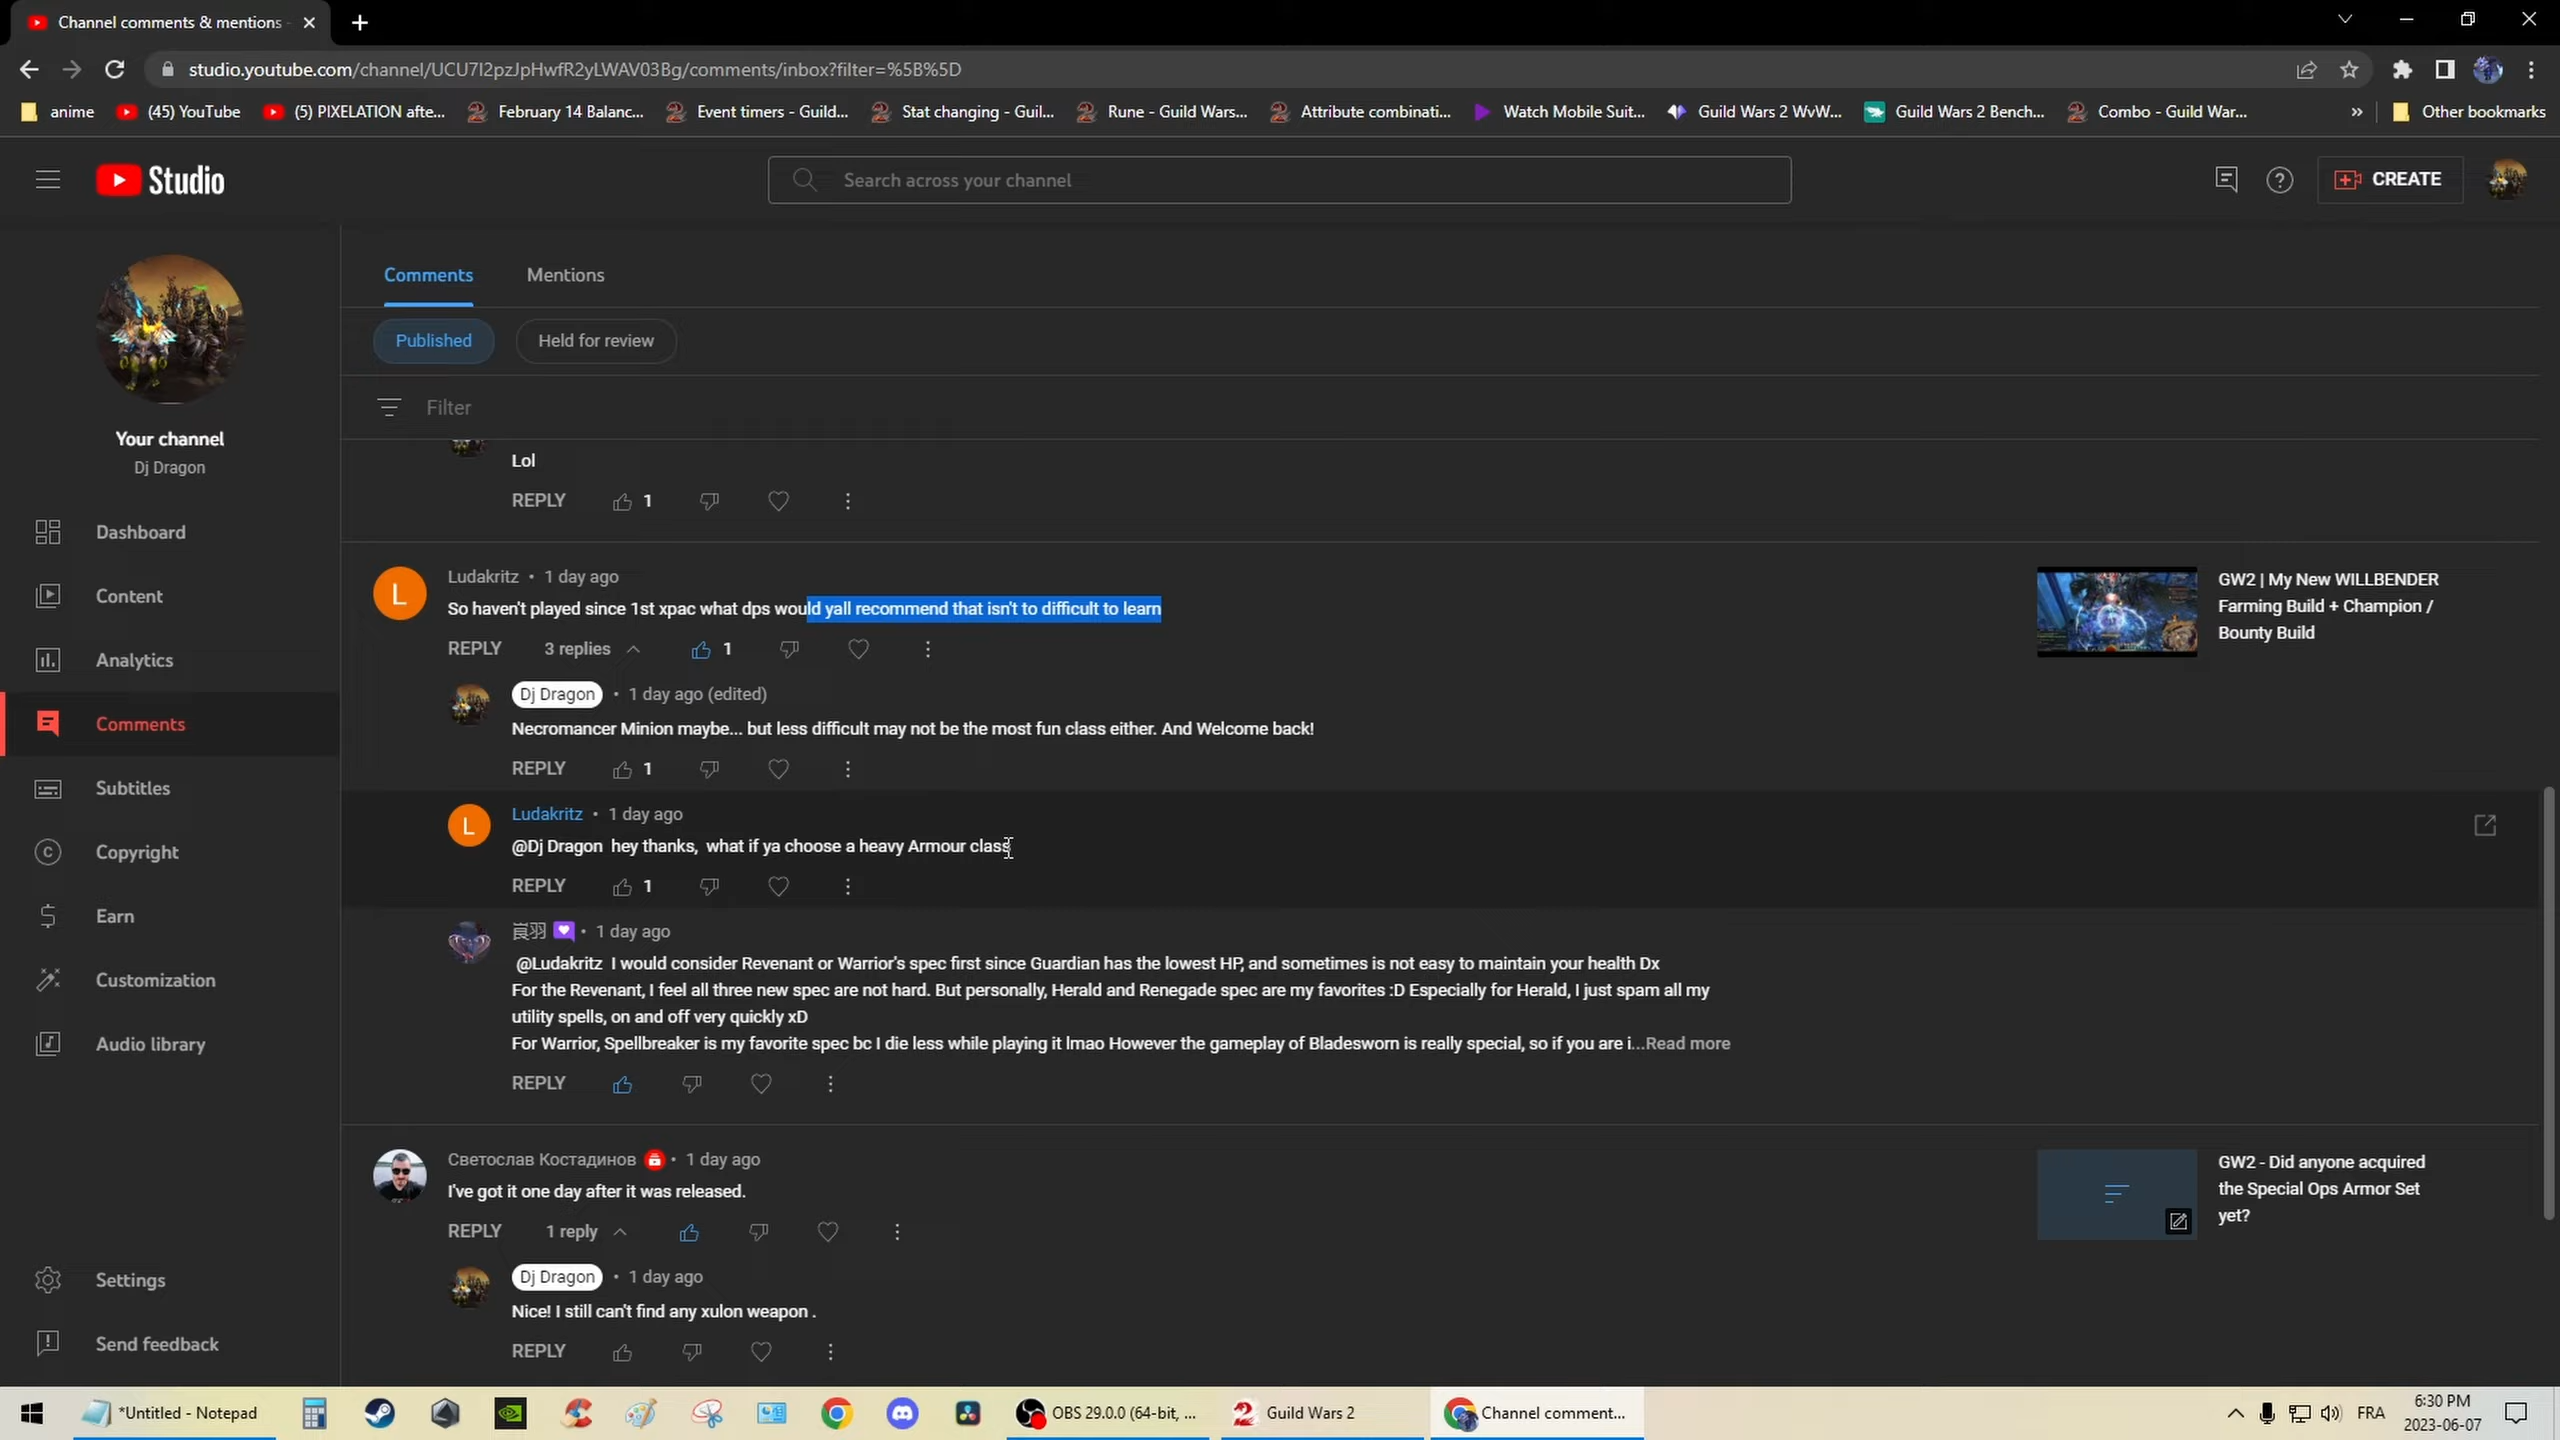 Channel comments & mentions -
studio.youtube.com/channel/UCU7I2pzJpHwfR2yLWAV03Bg/comments/inbox?filter=%5B%5D
anime
(45) YouTube
(5) PIXELATION afte...
February 14 Balanc...
Event timers - Guild...
Stat changing - Guil...
Rune - Guild Wars...
Attribute combinati...
Watch Mobile Suit...
Guild Wars 2 WvW...
Guild Wars 2 Bench...
Combo - Guild War...
»
Other bookmarks
Studio
Search across your channel
CREATE
Your channel
Dj Dragon
Dashboard
Content
Analytics
Comments
Subtitles
Copyright
Earn
Customization
Audio library
Settings
Send feedback
Comments
Mentions
Published
Held for review
Filter
Lol
REPLY 1
L
Ludakritz • 1 day ago
So haven't played since 1st xpac what dps would yall recommend that isn't to difficult to learn
REPLY 3 replies 1
GW2 | My New WILLBENDER
Farming Build + Champion /
Bounty Build
Dj Dragon • 1 day ago (edited)
Necromancer Minion maybe... but less difficult may not be the most fun class either. And Welcome back!
REPLY 1
L
Ludakritz • 1 day ago
@Dj Dragon hey thanks, what if ya choose a heavy Armour class
REPLY 1
• 1 day ago
@Ludakritz I would consider Revenant or Warrior's spec first since Guardian has the lowest HP, and sometimes is not easy to maintain your health Dx
For the Revenant, I feel all three new spec are not hard. But personally, Herald and Renegade spec are my favorites :D Especially for Herald, I just spam all my
utility spells, on and off very quickly xD
For Warrior, Spellbreaker is my favorite spec bc I die less while playing it lmao However the gameplay of Bladesworn is really special, so if you are i...Read more
REPLY
Светослав Костадинов • 1 day ago
I've got it one day after it was released.
REPLY 1 reply
GW2 - Did anyone acquired
the Special Ops Armor Set
yet?
Dj Dragon • 1 day ago
Nice! I still can't find any xulon weapon .
REPLY
*Untitled - Notepad
OBS 29.0.0 (64-bit, ...
Guild Wars 2
Channel comment...
FRA
6:30 PM
2023-06-07